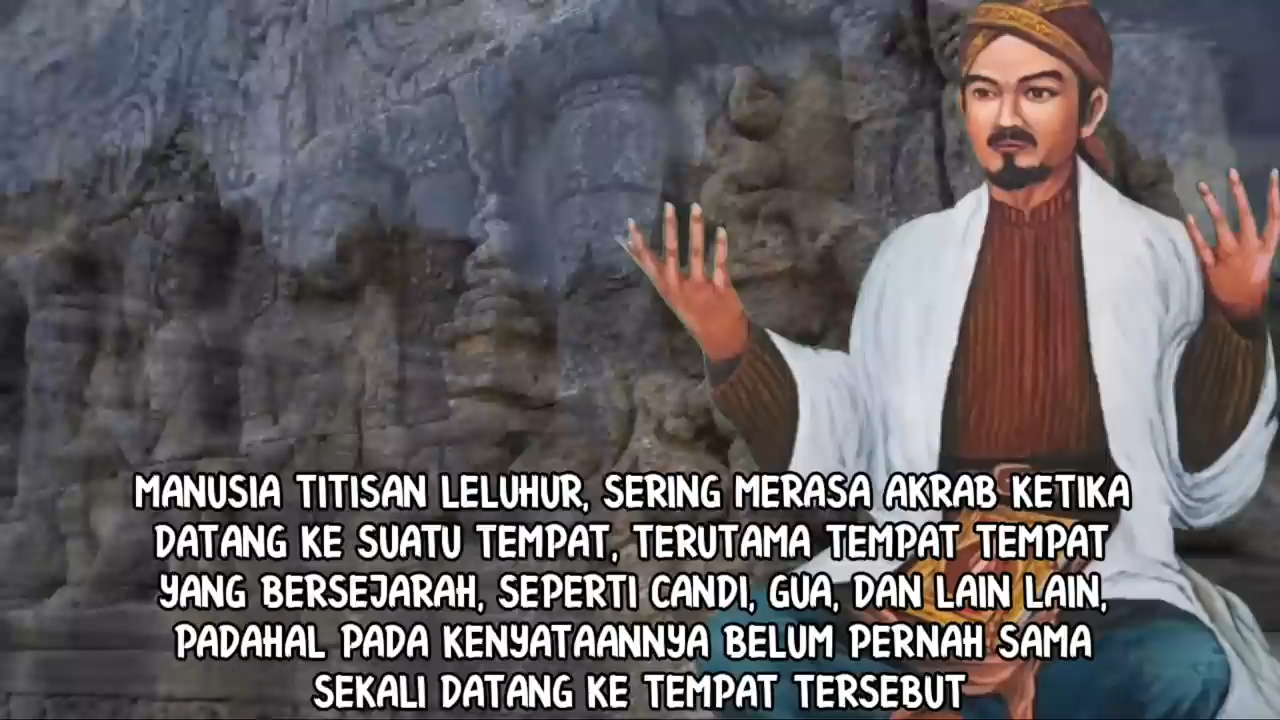 MANUSIA TITISAN LELUHUR, SERING MERASA AKRAB KETIKA
DATANG KE SUATU TEMPAT, TERUTAMA TEMPAT TEMPAT
YANG BERSEJARAH, SEPERTI CANDI, GUA, DAN LAIN LAIN,
PADAHAL PADA KENYATAANNYA BELUM PERNAH SAMA
SEKALI DATANG KE TEMPAT TERSEBUT